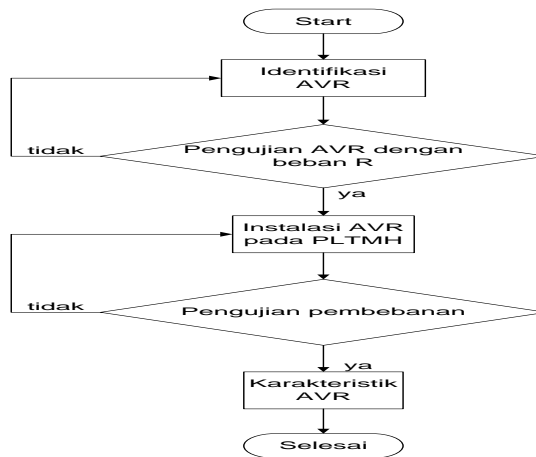 Start
Identifikasi
AVR
Pengujian AVR dengan
beban R
tidak
ya
Instalasi AVR
pada PLTMH
Pengujian pembebanan
tidak
ya
Karakteristik
AVR
Selesai